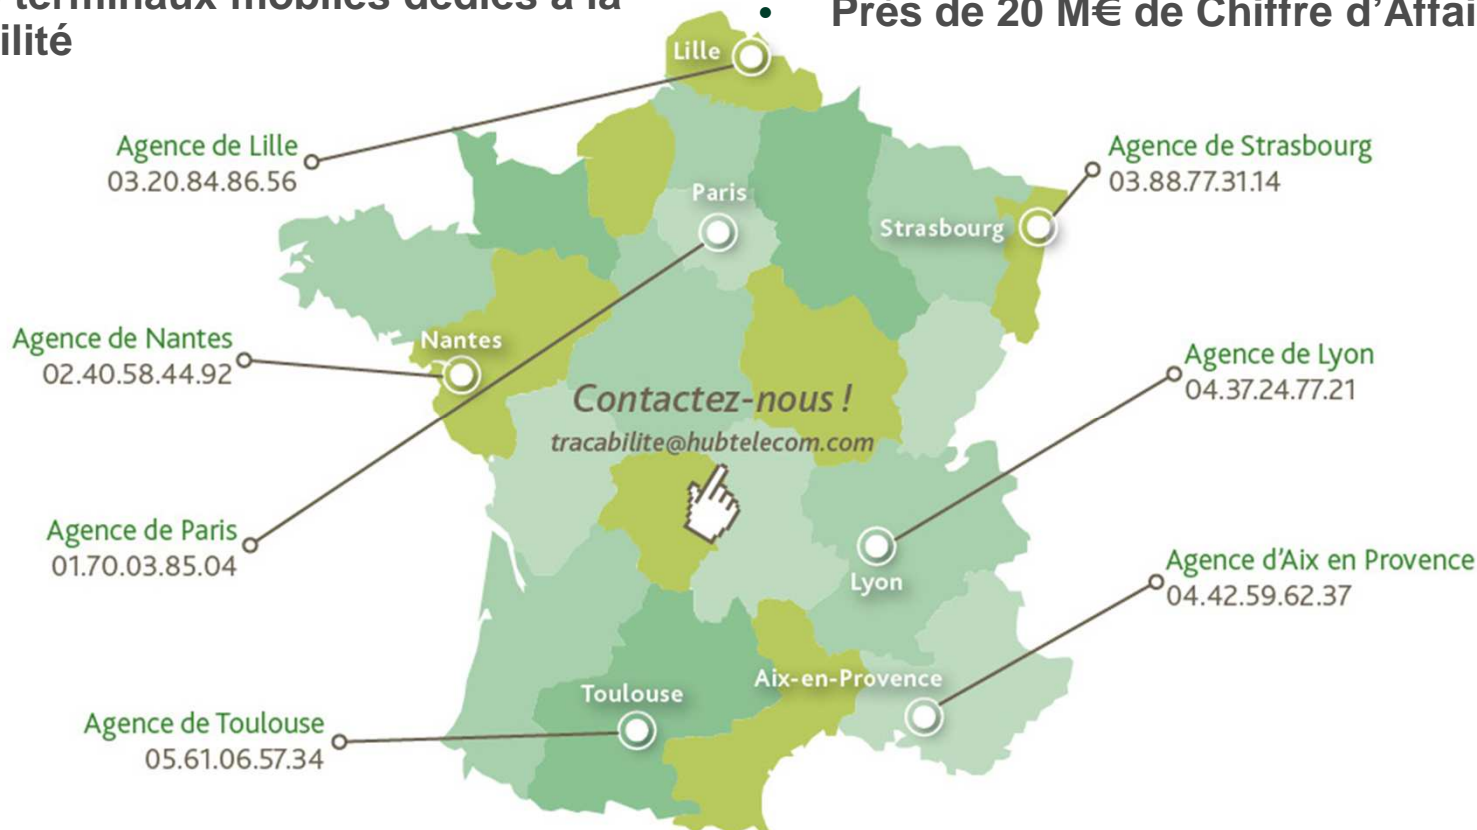 terminaux mobiles dédiés à la
ilité
• Près de 20 M€ de Chiffre d’Affai
Lille
Agence de Lille
03.20.84.86.56
Agence de Strasbourg
03.88.77.31.14
Paris
Strasbourg
Agence de Nantes
02.40.58.44.92
Nantes
Agence de Lyon
04.37.24.77.21
Contactez-nous !
tracabilite@hubtelecom.com
Agence de Paris
01.70.03.85.04
Lyon
Agence d’Aix en Provence
04.42.59.62.37
Aix-en-Provence
Toulouse
Agence de Toulouse
05.61.06.57.34